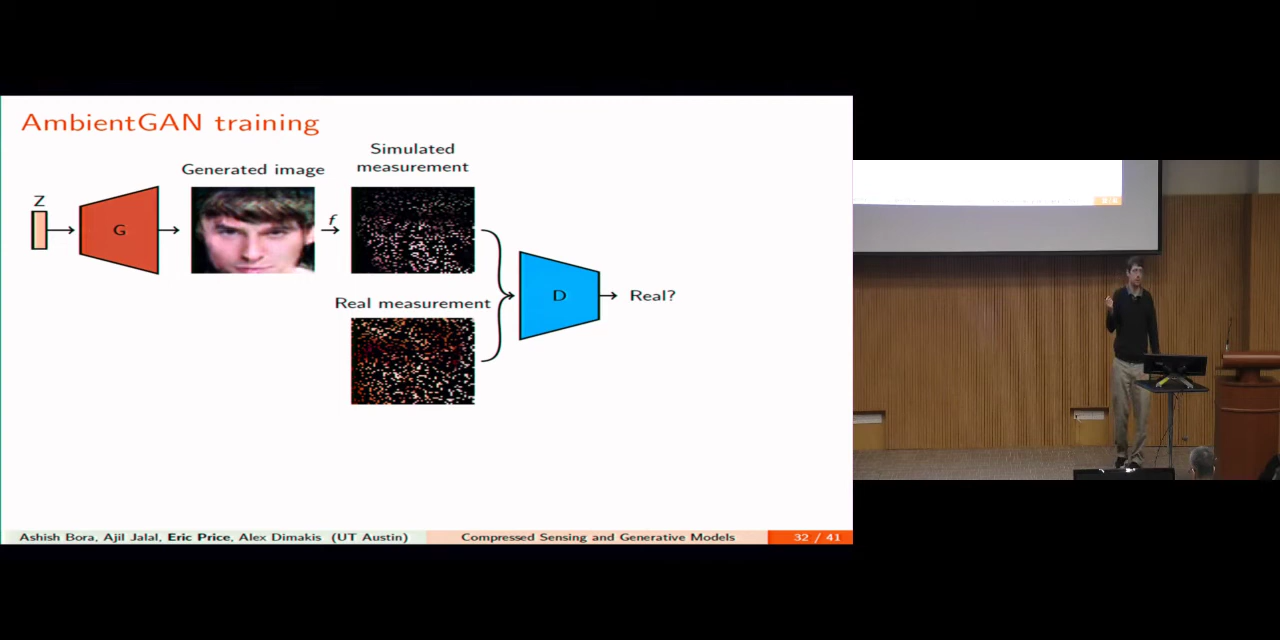 AmbientGAN training
Simulated
measurement
Generated image
Z
G
f
Real measurement
D
Real?
Ashish Bora, Ajil Jalal, Eric Price, Alex Dimakis (UT Austin)
Compressed Sensing and Generative Models
32 / 41